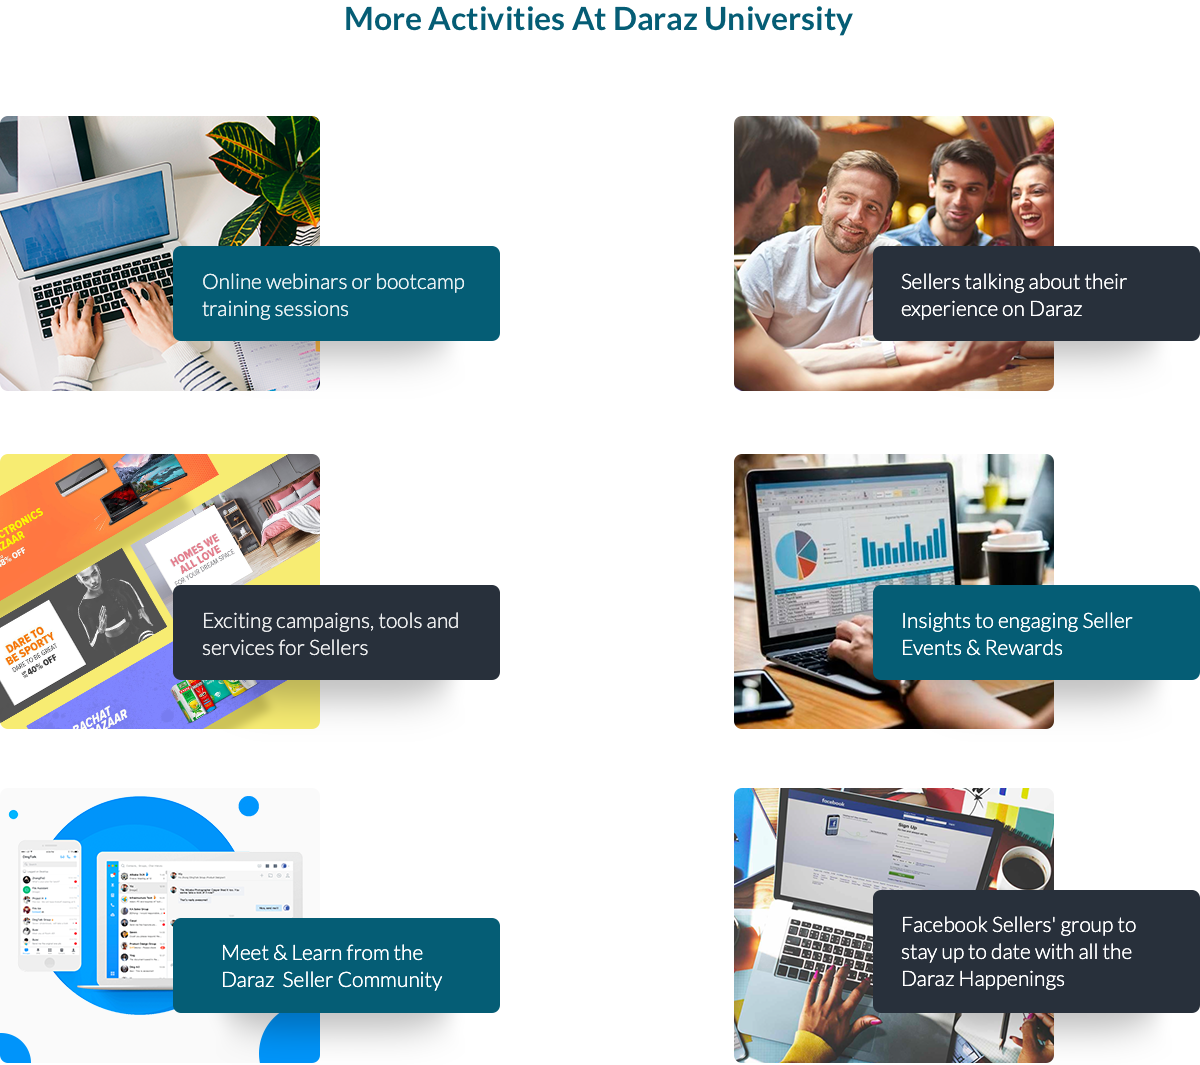 More Activities At Daraz University
Online webinars or bootcamp
training sessions
Sellers talking about their
experience on Daraz
CTRONICS
ZAAR
% OFF
HOMES WE
ALL LOVE
FOR YOUR DREAM SPACE
DARE TO
BE SPORTY
DARE TO BE GREAT
40% OFF
BACHAT
AZAAR
Exciting campaigns, tools and
services for Sellers
Insights to engaging Seller
Events & Rewards
DingTalk
Meet & Learn from the
Daraz  Seller Community
facebook
Sign Up
Facebook Sellers' group to
stay up to date with all the
Daraz Happenings